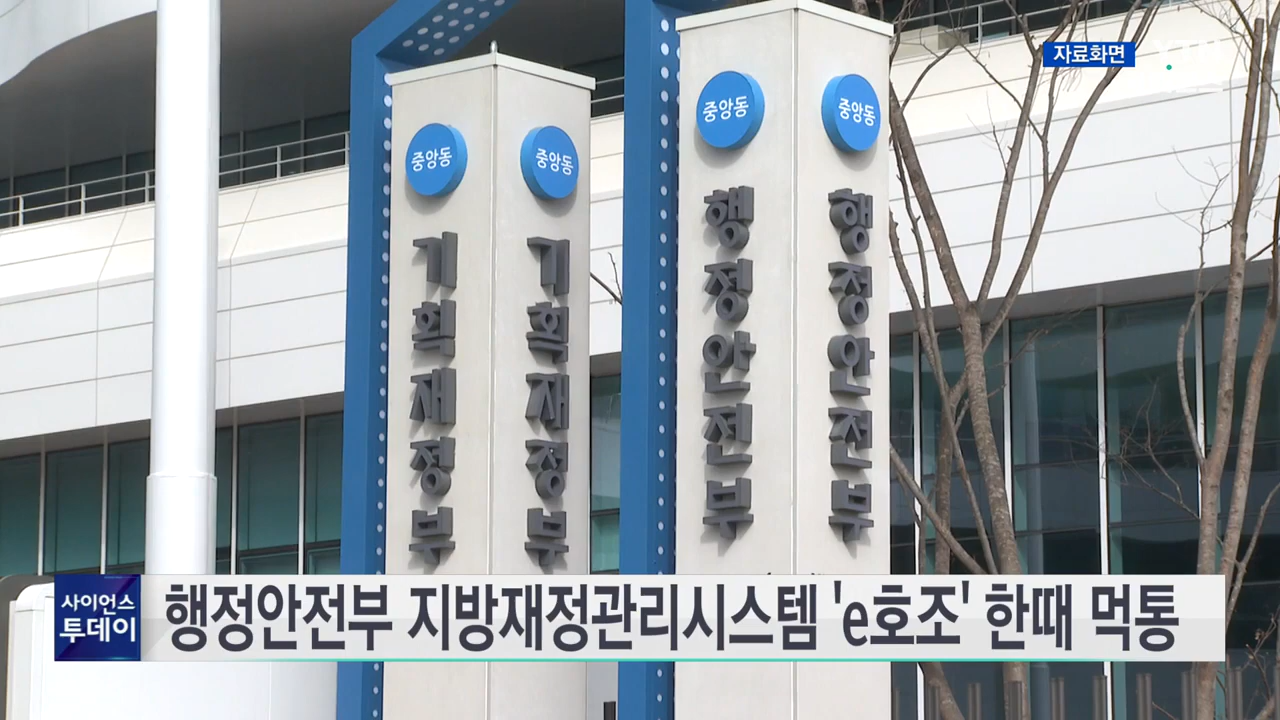 자료화면
YTN
중앙동
중앙동
중앙동
중앙동
기획재정부
기획재정부
행정안전부
행정안전부
사이언스
투데이
행정안전부 지방재정관리시스템 'e호조' 한때 먹통